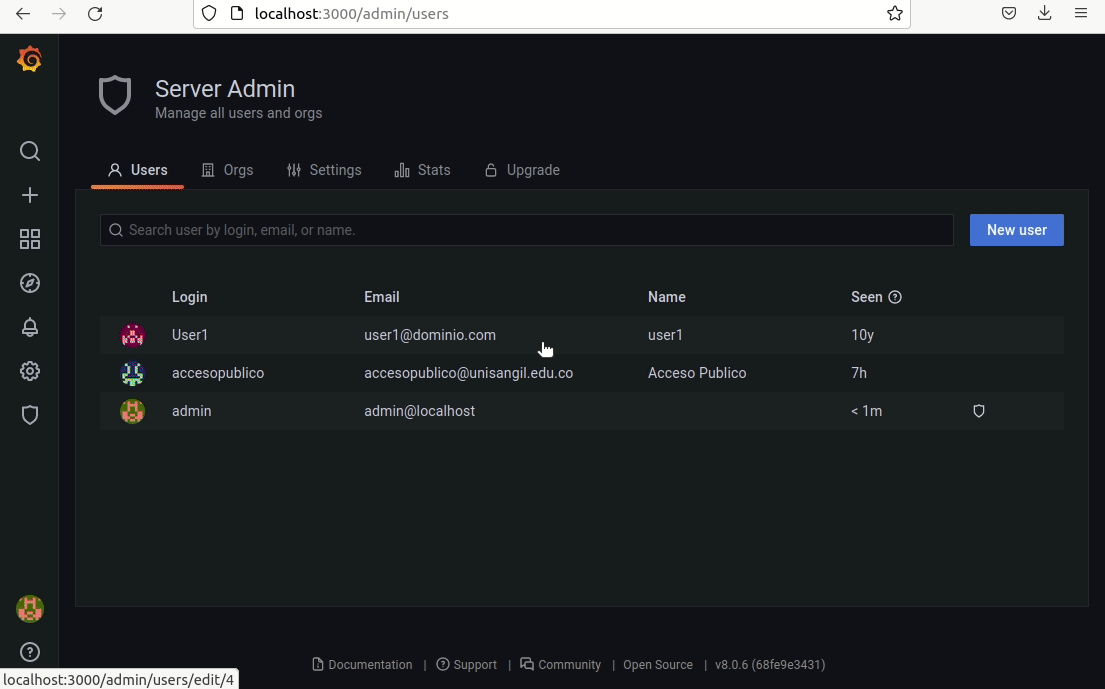 localhost:3000/admin/users
Server Admin
Manage all users and orgs
Users Orgs Settings Stats Upgrade
Search user by login, email, or name. New user
Login Email Name Seen
User1 user1@dominio.com user1 10y
accesopublico accesopublico@unisangil.edu.co Acceso Publico 7h
admin admin@localhost < 1m
Documentation | Support | Community | Open Source | v8.0.6 (68fe9e3431)
localhost:3000/admin/users/edit/4